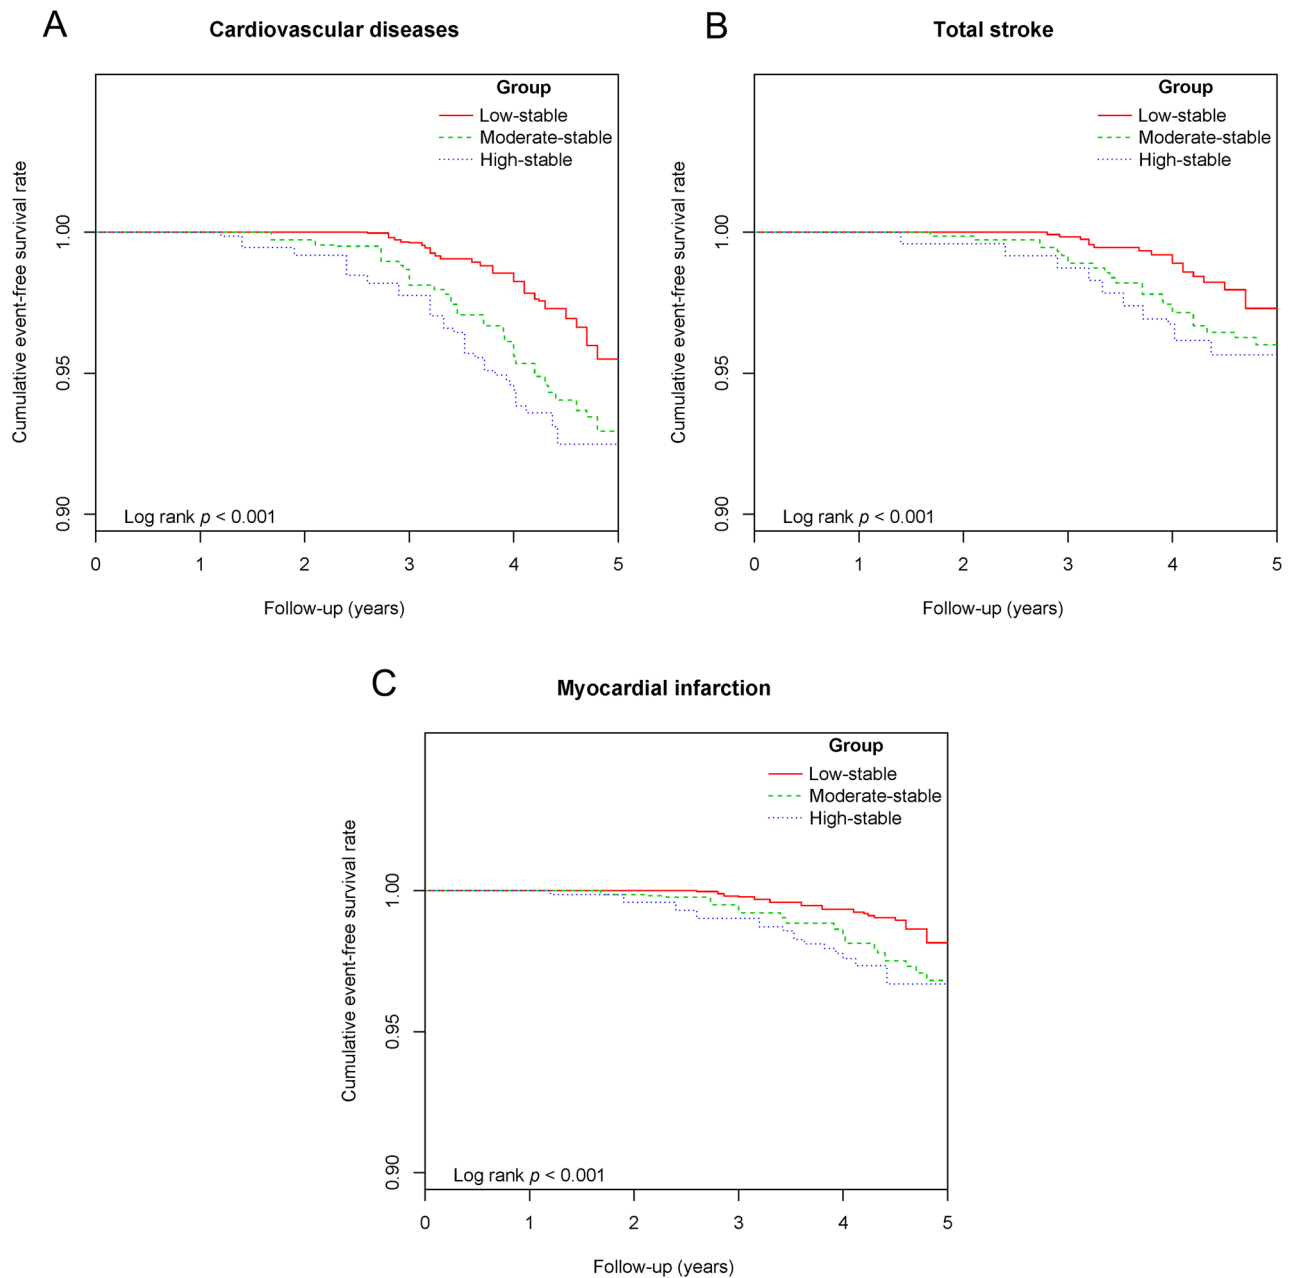 A
Cardiovascular diseases
Group
Low-stable
Moderate-stable
High-stable
Cumulative event-free survival rate
1.00
0.95
0.90
Log rank p < 0.001
0 1 2 3 4 5
Follow-up (years)
B
Total stroke
Group
Low-stable
Moderate-stable
High-stable
Cumulative event-free survival rate
1.00
0.95
0.90
Log rank p < 0.001
0 1 2 3 4 5
Follow-up (years)
C
Myocardial infarction
Group
Low-stable
Moderate-stable
High-stable
Cumulative event-free survival rate
1.00
0.95
0.90
Log rank p < 0.001
0 1 2 3 4 5
Follow-up (years)